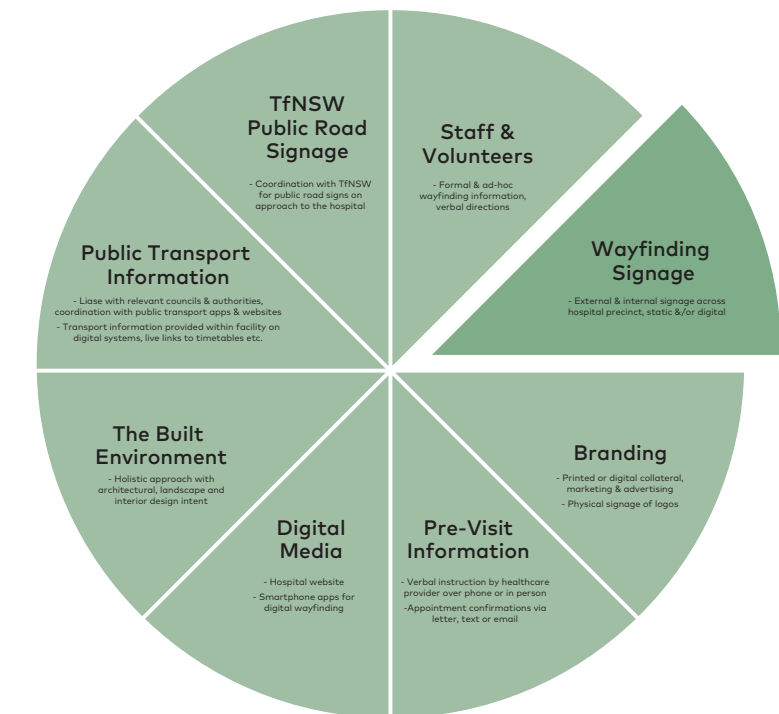 TfNSW
Public Road
Signage
- Coordination with TfNSW
for public road signs on
approach to the hospital
Staff &
Volunteers
- Formal & ad-hoc
wayfinding information,
verbal directions
Wayfinding
Signage
- External & internal signage across
hospital precinct, static &/or digital
Public Transport
Information
- Liase with relevant councils & authorities,
coordination with public transport apps & websites
- Transport information provided within facility on
digital systems, live links to timetables etc.
The Built
Environment
- Holistic approach with
architectural, landscape and
interior design intent
Branding
- Printed or digital collateral,
marketing & advertising
- Physical signage of logos
Digital
Media
- Hospital website
- Smartphone apps for
digital wayfinding
Pre-Visit
Information
- Verbal instruction by healthcare
provider over phone or in person
-Appointment confirmations via
letter, text or email